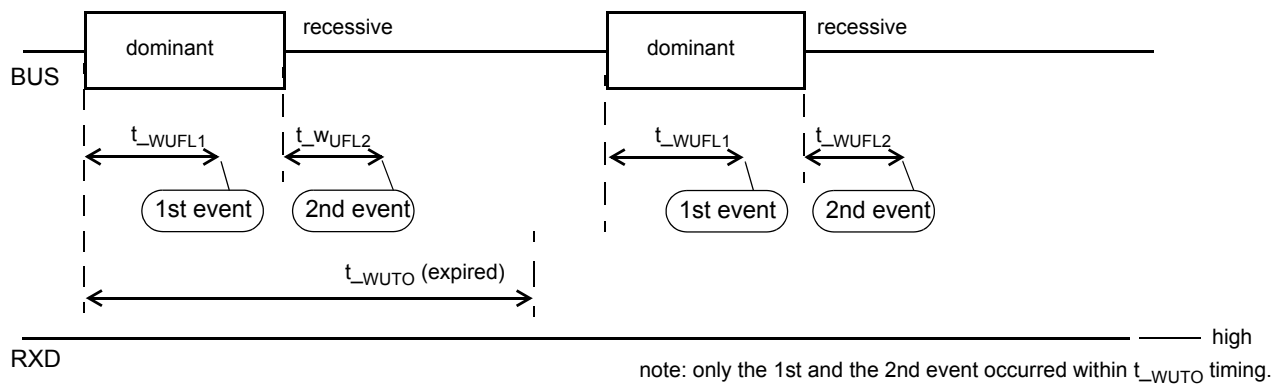 recessive
recessive
dominant
dominant
BUS
t_WUFL1
t_wUFL2
t_WUFL1
t_WUFL2
1st event
2nd event
1st event
2nd event
t_WUTO (expired)
high
RXD
note: only the 1st and the 2nd event occurred within t_WUTO timing.